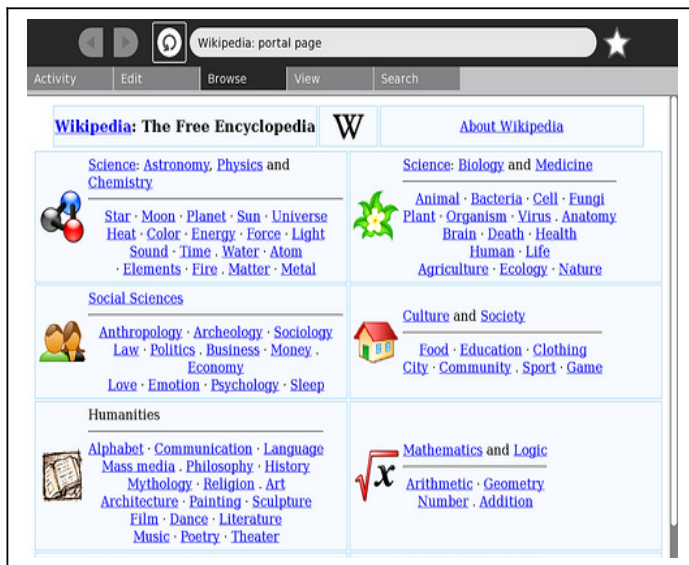 Wikipedia: portal page
Activity Edit Browse View Search
Wikipedia: The Free Encyclopedia W About Wikipedia
Science: Astronomy, Physics and
Chemistry
Star · Moon · Planet · Sun · Universe
Heat · Color · Energy · Force · Light
Sound · Time . Water · Atom
· Elements · Fire . Matter · Metal
Science: Biology and Medicine
Animal · Bacteria · Cell · Fungi
Plant · Organism · Virus . Anatomy
Brain · Death · Health
Human · Life
Agriculture · Ecology · Nature
Social Sciences
Anthropology · Archeology · Sociology
Law · Politics . Business · Money .
Economy
Love · Emotion · Psychology · Sleep
Culture and Society
Food · Education · Clothing
City · Community . Sport · Game
Humanities
Alphabet · Communication · Language
Mass media . Philosophy · History
Mythology · Religion . Art
Architecture · Painting · Sculpture
Film · Dance · Literature
Music · Poetry · Theater
√x
Mathematics and Logic
Arithmetic · Geometry
Number . Addition